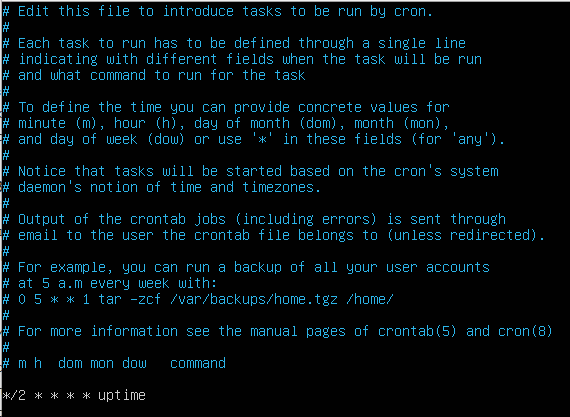 # Edit this file to introduce tasks to be run by cron.
#
# Each task to run has to be defined through a single line
# indicating with different fields when the task will be run
# and what command to run for the task
#
# To define the time you can provide concrete values for
# minute (m), hour (h), day of month (dom), month (mon),
# and day of week (dow) or use '*' in these fields (for 'any').
#
# Notice that tasks will be started based on the cron's system
# daemon's notion of time and timezones.
#
# Output of the crontab jobs (including errors) is sent through
# email to the user the crontab file belongs to (unless redirected).
#
# For example, you can run a backup of all your user accounts
# at 5 a.m every week with:
# 0 5 * * 1 tar -zcf /var/backups/home.tgz /home/
#
# For more information see the manual pages of crontab(5) and cron(8)
#
# m h  dom mon dow   command
*/2 * * * * uptime